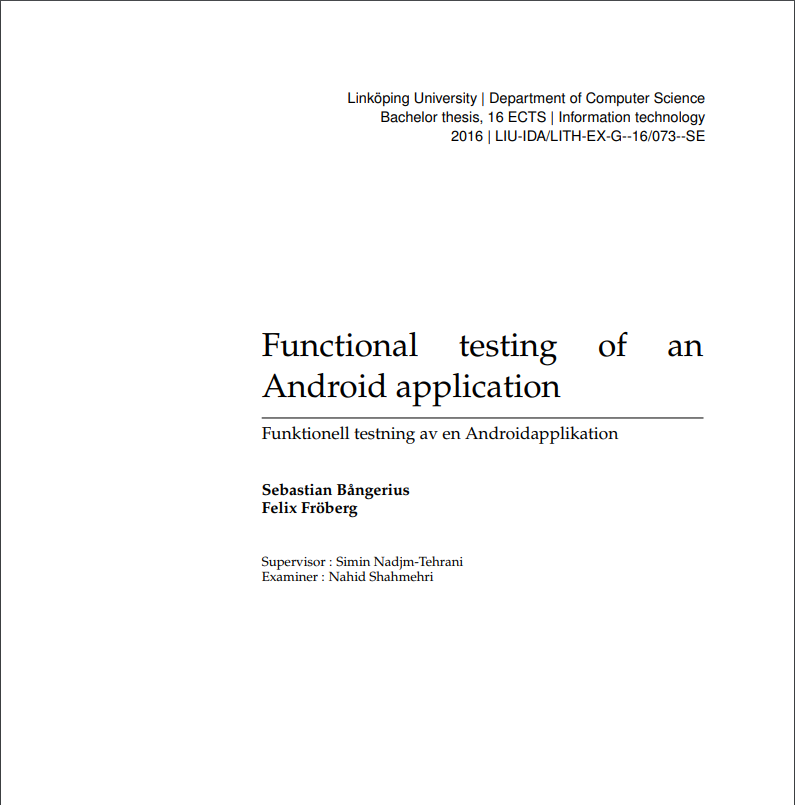 Linköping University | Department of Computer Science
Bachelor thesis, 16 ECTS | Information technology
2016 | LIU-IDA/LITH-EX-G--16/073--SE
Functional testing of an
Android application
Funktionell testning av en Androidapplikation
Sebastian Bångerius
Felix Fröberg
Supervisor : Simin Nadjm-Tehrani
Examiner : Nahid Shahmehri